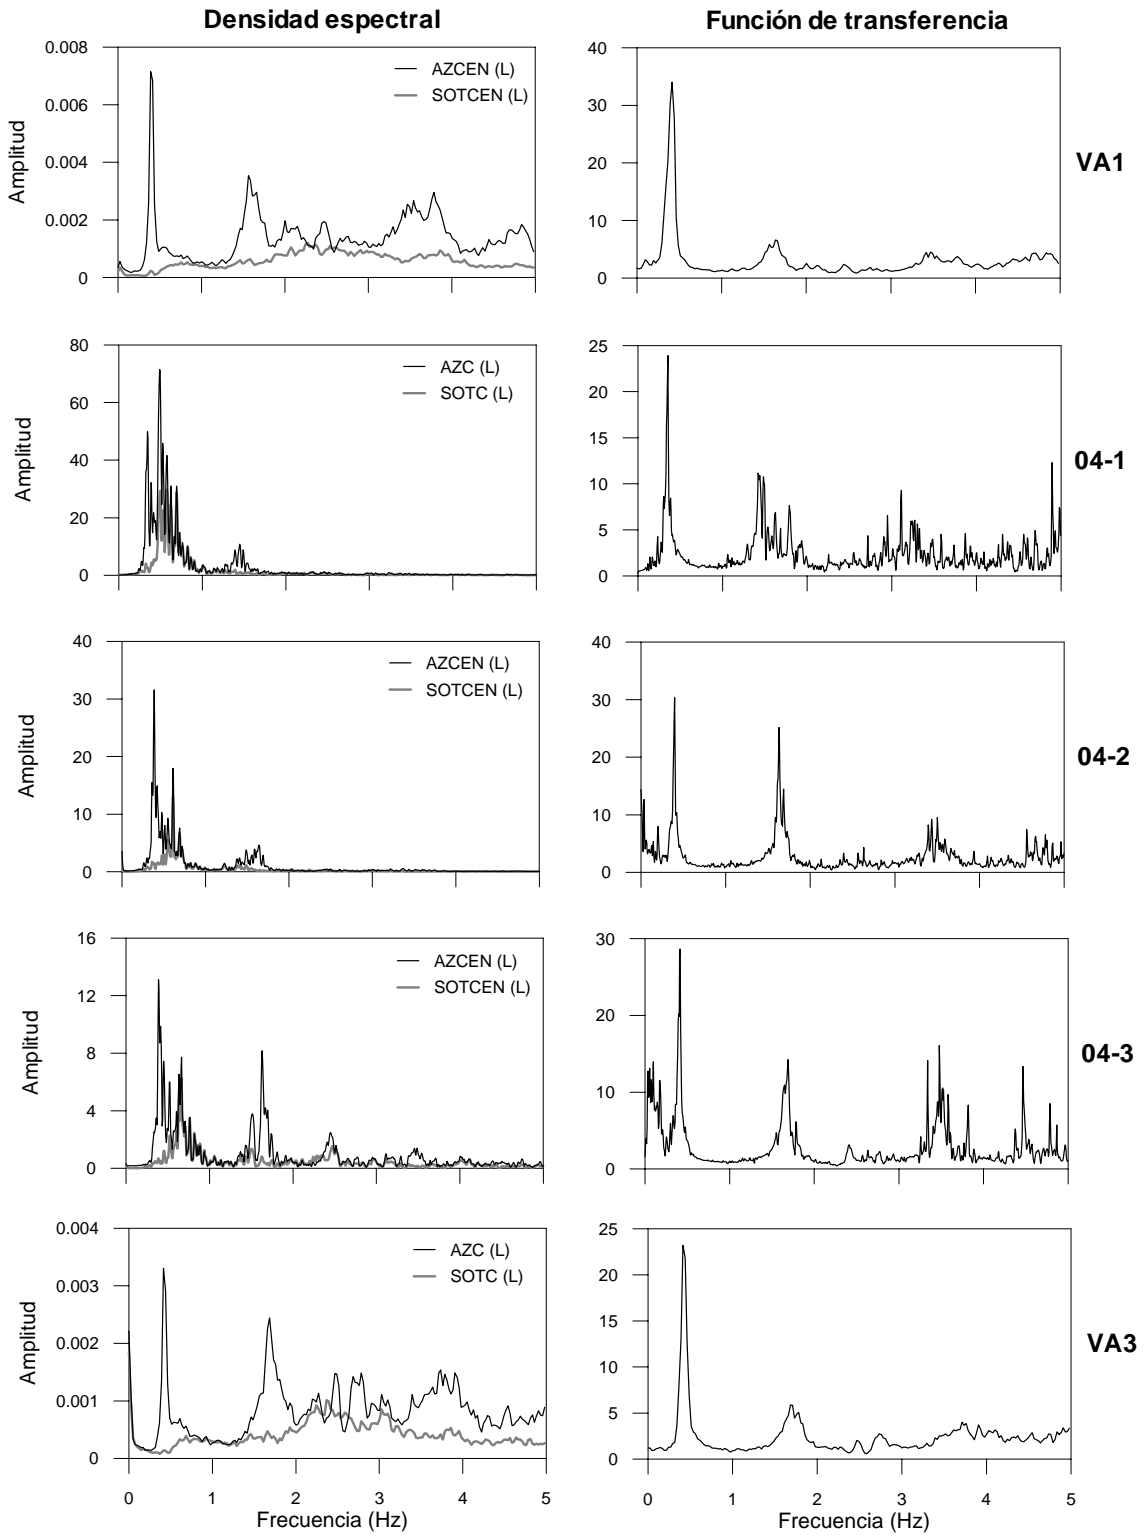 Densidad espectral
Función de transferencia
0.008
0.006
0.004
0.002
0
Amplitud
AZCEN (L)
SOTCEN (L)
40
30
20
10
0
VA1
80
60
40
20
0
Amplitud
AZC (L)
SOTC (L)
25
20
15
10
5
0
04-1
40
30
20
10
0
Amplitud
AZCEN (L)
SOTCEN (L)
40
30
20
10
0
04-2
16
12
8
4
0
Amplitud
AZCEN (L)
SOTCEN (L)
30
20
10
0
04-3
0.004
0.003
0.002
0.001
0
Amplitud
AZC (L)
SOTC (L)
0 1 2 3 4 5
Frecuencia (Hz)
25
20
15
10
5
0
VA3
0 1 2 3 4 5
Frecuencia (Hz)